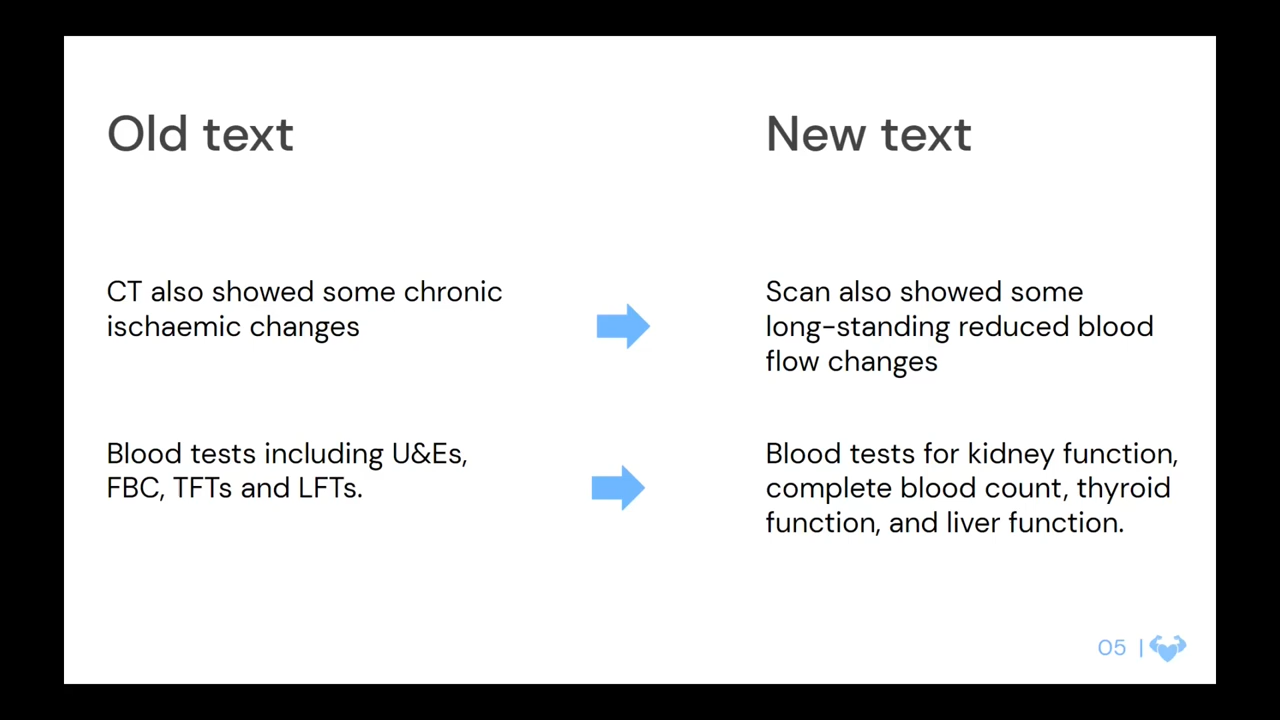 Old text
New text
CT also showed some chronic
ischaemic changes
Scan also showed some
long-standing reduced blood
flow changes
Blood tests including U&Es,
FBC, TFTs and LFTs.
Blood tests for kidney function,
complete blood count, thyroid
function, and liver function.
05 |